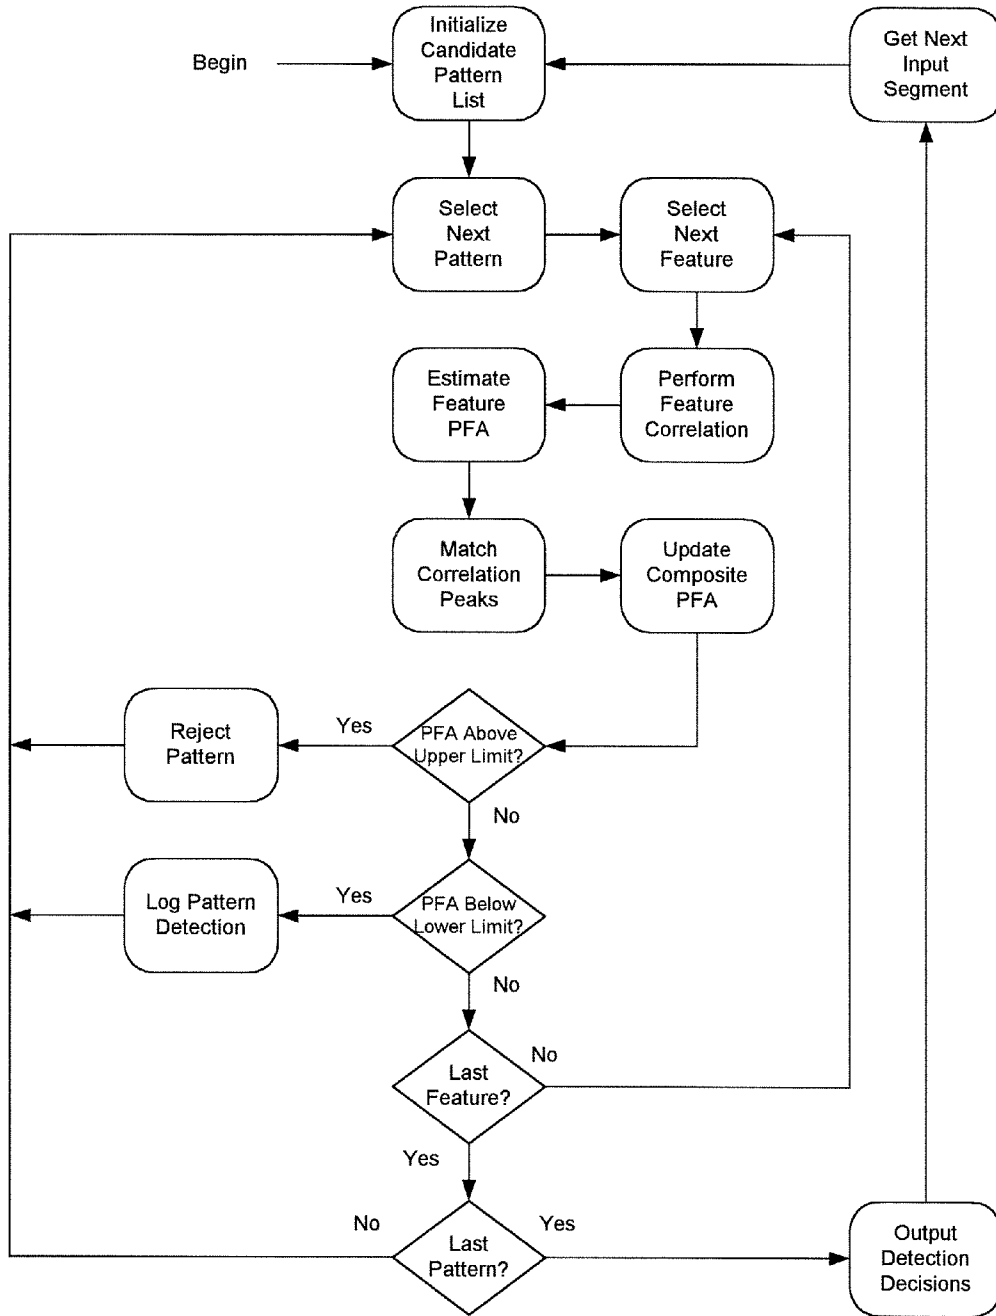 Begin
Initialize
Candidate
Pattern
List
Get Next
Input
Segment
Select
Next
Pattern
Select
Next
Feature
Estimate
Feature
PFA
Perform
Feature
Correlation
Match
Correlation
Peaks
Update
Composite
PFA
Reject
Pattern
Yes
PFA Above
Upper Limit?
No
Log Pattern
Detection
Yes
PFA Below
Lower Limit?
No
Last
Feature?
No
Yes
No
Last
Pattern?
Yes
Output
Detection
Decisions